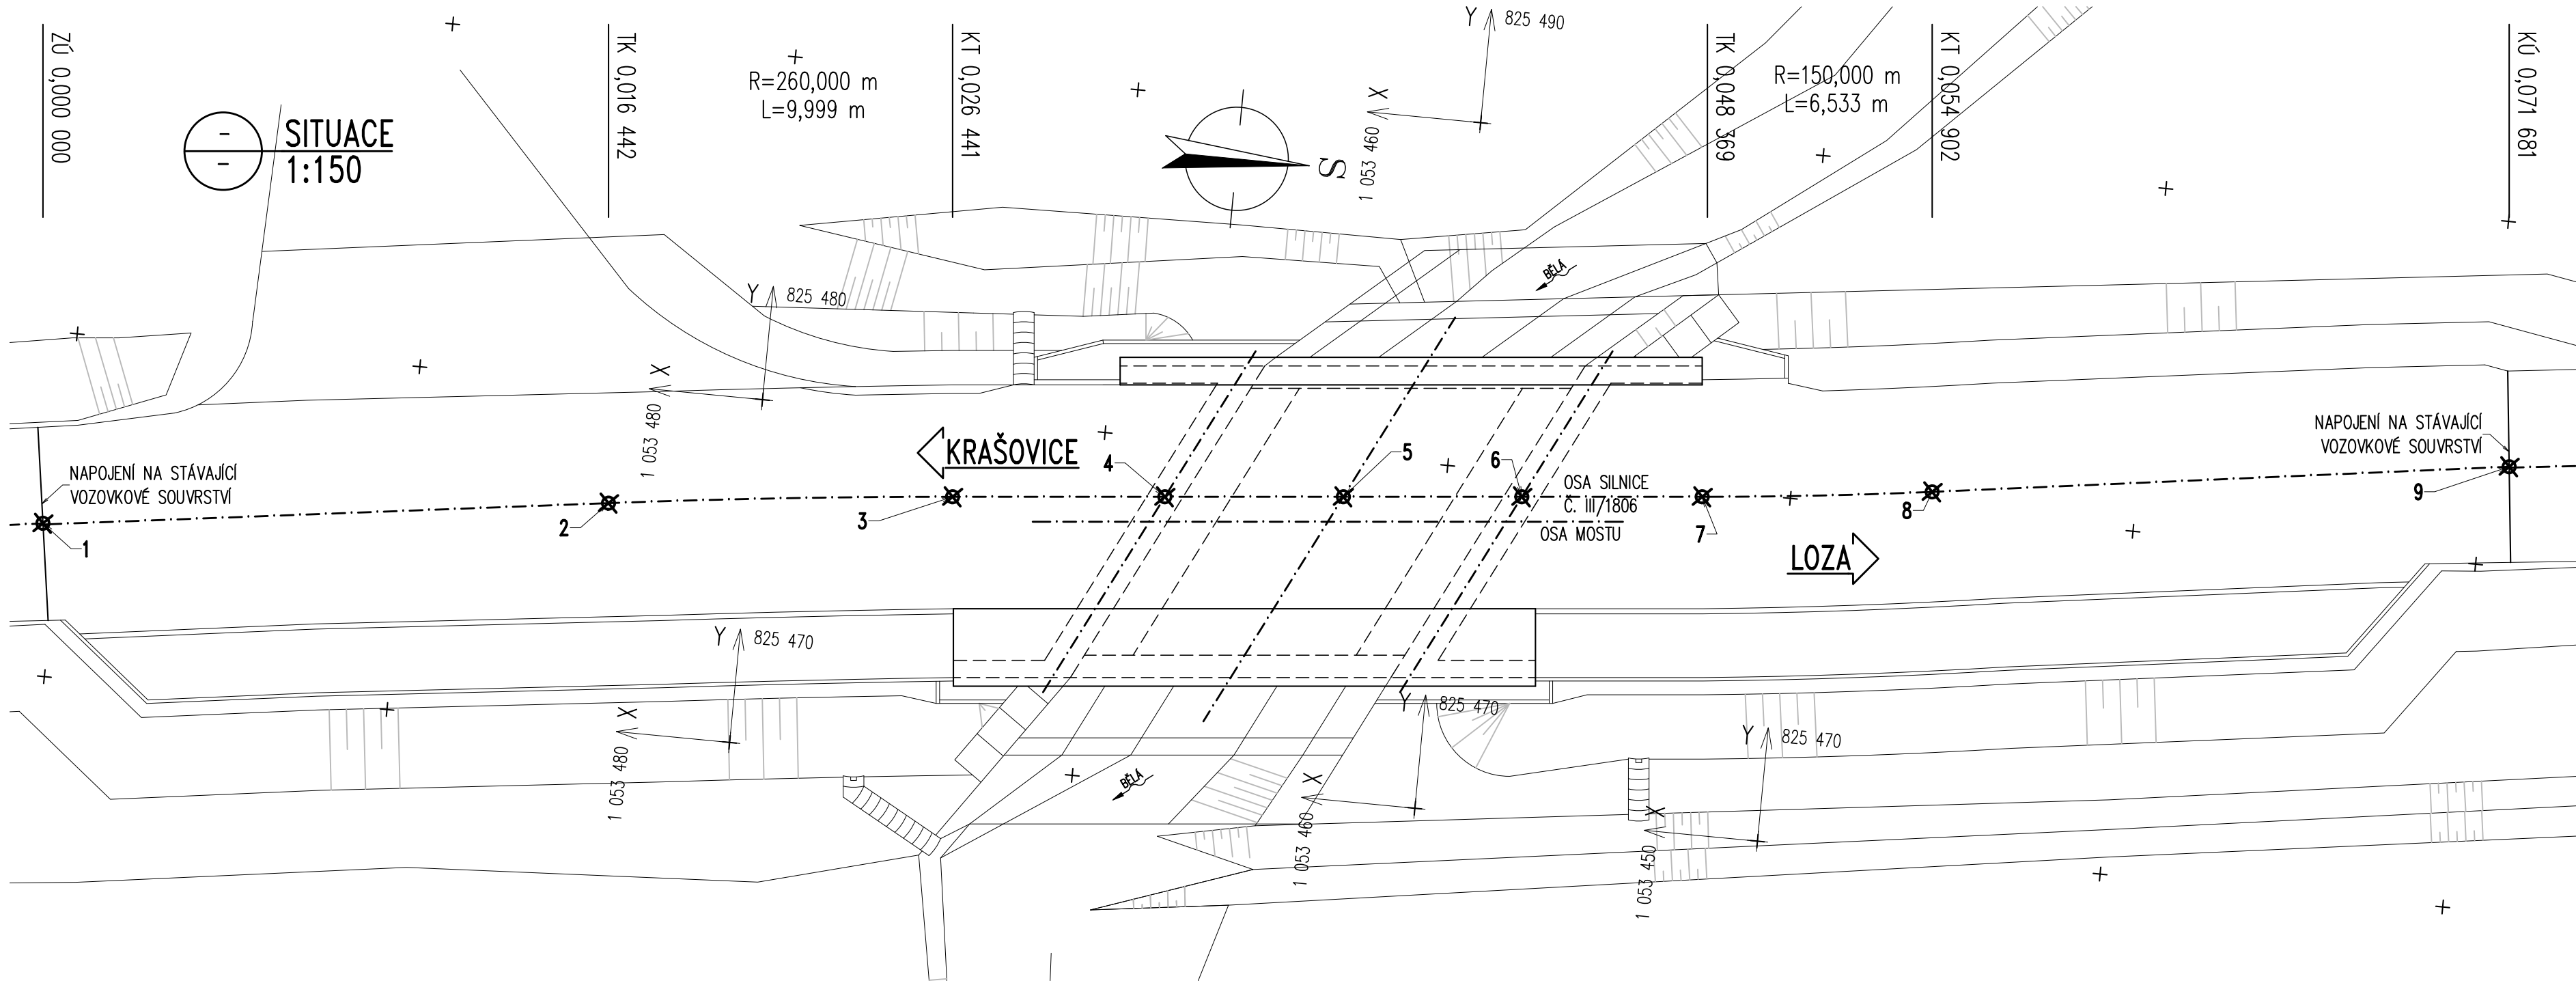 ZÚ 0,000 000
TK 0,016 442
KT 0,026 441
TK 0,048 369
KT 0,054 902
KÚ 0,071 681
-
-
SITUACE
1:150
R=260,000 m
L=9,999 m
R=150,000 m
L=6,533 m
Y 825 490
X
1 053 460
S
BĚLÁ
Y 825 480
X
1 053 480
KRAŠOVICE
NAPOJENÍ NA STÁVAJÍCÍ
VOZOVKOVÉ SOUVRSTVÍ
NAPOJENÍ NA STÁVAJÍCÍ
VOZOVKOVÉ SOUVRSTVÍ
1
2
3
4
5
6
7
8
9
OSA SILNICE
Č. III/1806
OSA MOSTU
LOZA
Y 825 470
X
1 053 480
Y 825 470
X
1 053 460
Y 825 470
X
1 053 450
BĚLÁ